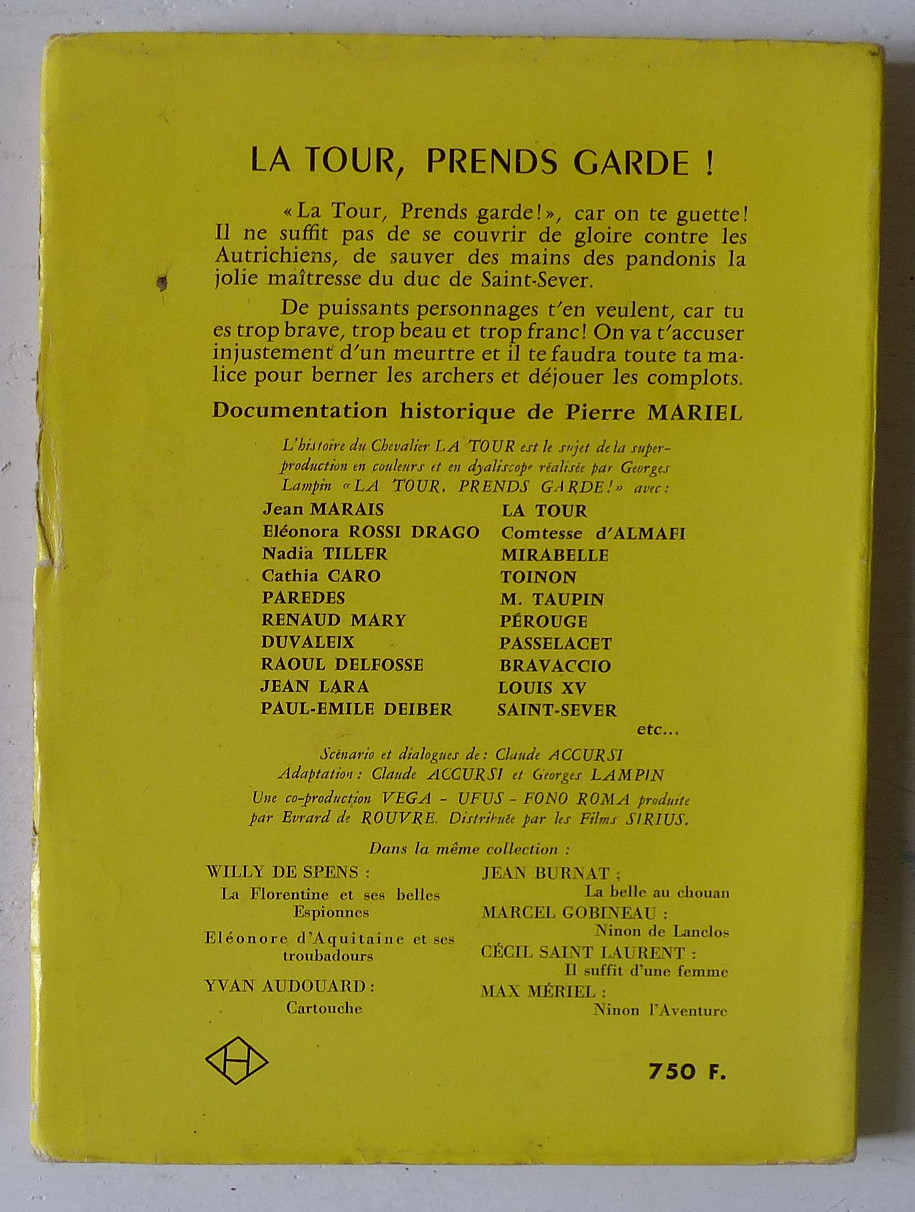 LA TOUR, PRENDS GARDE !
« La Tour, Prends garde ! », car on te guette !
Il ne suffit pas de se couvrir de gloire contre les
Autrichiens, de sauver des mains des pandonis la
jolie maîtresse du duc de Saint-Sever.
De puissants personnages t'en veulent, car tu
es trop brave, trop beau et trop franc ! On va t'accuser
injustement d'un meurtre et il te faudra toute ta ma-
lice pour berner les archers et déjouer les complots.
Documentation historique de Pierre MARIEL
L'histoire du Chevalier LA TOUR est le sujet de la super-
production en couleurs et en dyaliscope réalisée par Georges
Lampin « LA TOUR, PRENDS GARDE ! » avec :
Jean MARAIS LA TOUR
Eléonora ROSSI DRAGO Comtesse d'ALMAFI
Nadia TILLER MIRABELLE
Cathia CARO TOINON
PAREDES M. TAUPIN
RENAUD MARY PÉROUGE
DUVALEIX PASSELACET
RAOUL DELFOSSE BRAVACCIO
JEAN LARA LOUIS XV
PAUL-EMILE DEIBER SAINT-SEVER
etc...
Scénario et dialogues de : Claude ACCURSI
Adaptation : Claude ACCURSI et Georges LAMPIN
Une co-production VEGA - UFUS - FONO ROMA produite
par Evrard de ROUVRE. Distribuée par les Films SIRIUS.
Dans la même collection :
WILLY DE SPENS :
La Florentine et ses belles
Espionnes
Eléonore d'Aquitaine et ses
troubadours
YVAN AUDOUARD :
Cartouche
JEAN BURNAT ;
La belle au chouan
MARCEL GOBINEAU :
Ninon de Lanclos
CÉCIL SAINT LAURENT :
Il suffit d'une femme
MAX MÉRIEL :
Ninon l'Aventure
H
750 F.